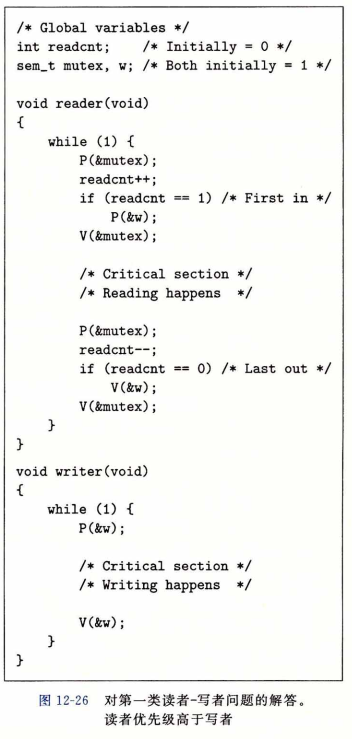 /* Global variables */
int readcnt;    /* Initially = 0 */
sem_t mutex, w; /* Both initially = 1 */

void reader(void)
{
    while (1) {
        P(&mutex);
        readcnt++;
        if (readcnt == 1) /* First in */
            P(&w);
        V(&mutex);

        /* Critical section */
        /* Reading happens  */

        P(&mutex);
        readcnt--;
        if (readcnt == 0) /* Last out */
            V(&w);
        V(&mutex);
    }
}
void writer(void)
{
    while (1) {
        P(&w);

        /* Critical section */
        /* Writing happens  */

        V(&w);
    }
}
图 12-26 对第一类读者-写者问题的解答。
读者优先级高于写者